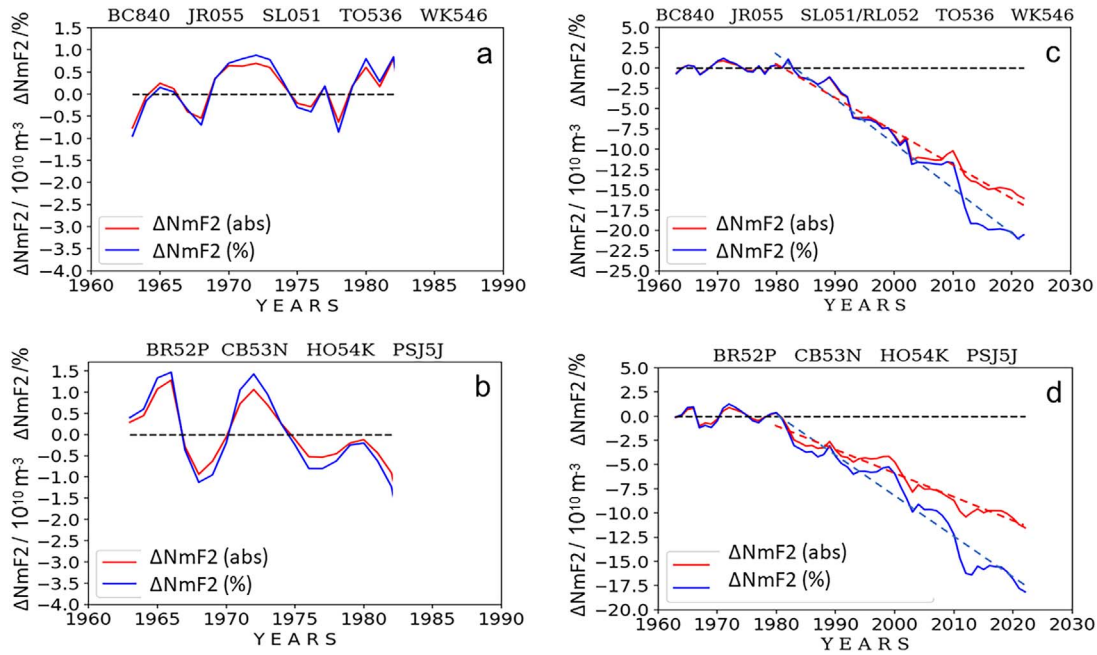 BC840 JR055 SL051 TO536 WK546
ΔNmF2 / 10¹⁰ m⁻³ ΔNmF2 /%
1.5
1.0
0.5
0.0
−0.5
−1.0
−1.5
−2.0
−2.5
−3.0
−3.5
−4.0
a
ΔNmF2 (abs)
ΔNmF2 (%)
1960 1965 1970 1975 1980 1985 1990
Y E A R S
BC840 JR055 SL051/RL052 TO536 WK546
ΔNmF2 / 10¹⁰ m⁻³ ΔNmF2 /%
5.0
2.5
0.0
−2.5
−5.0
−7.5
−10.0
−12.5
−15.0
−17.5
−20.0
−22.5
−25.0
c
ΔNmF2 (abs)
ΔNmF2 (%)
1960 1970 1980 1990 2000 2010 2020 2030
Y E A R S
BR52P CB53N HO54K PSJ5J
ΔNmF2 / 10¹⁰ m⁻³ ΔNmF2 /%
1.5
1.0
0.5
0.0
−0.5
−1.0
−1.5
−2.0
−2.5
−3.0
−3.5
−4.0
b
ΔNmF2 (abs)
ΔNmF2 (%)
1960 1965 1970 1975 1980 1985 1990
Y E A R S
BR52P CB53N HO54K PSJ5J
ΔNmF2 / 10¹⁰ m⁻³ ΔNmF2 /%
5.0
2.5
0.0
−2.5
−5.0
−7.5
−10.0
−12.5
−15.0
−17.5
−20.0
d
ΔNmF2 (abs)
ΔNmF2 (%)
1960 1970 1980 1990 2000 2010 2020 2030
Y E A R S